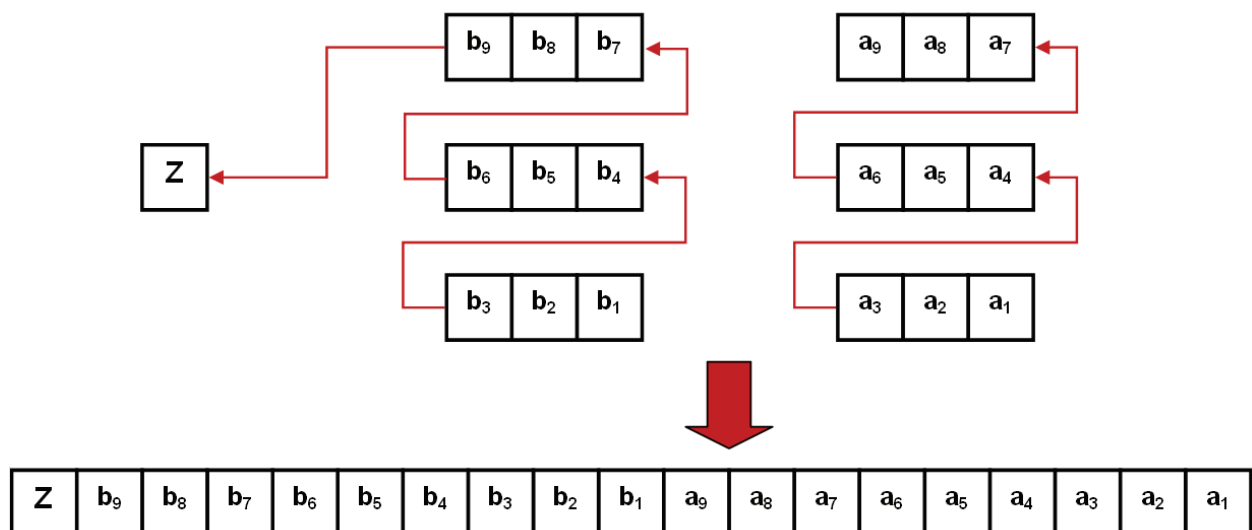 b₉ b₈ b₇ a₉ a₈ a₇
Z b₆ b₅ b₄ a₆ a₅ a₄
b₃ b₂ b₁ a₃ a₂ a₁
Z b₉ b₈ b₇ b₆ b₅ b₄ b₃ b₂ b₁ a₉ a₈ a₇ a₆ a₅ a₄ a₃ a₂ a₁